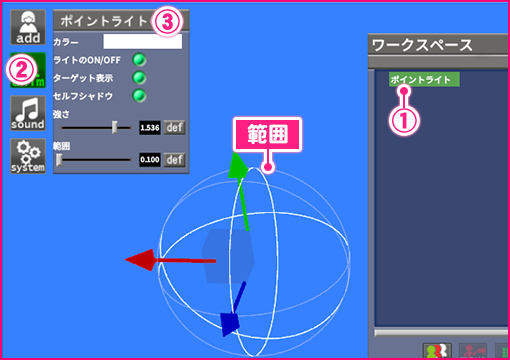 add
②
sound
system
ポイントライト ③
カラー
ライトのON/OFF
ターゲット表示
セルフシャドウ
強さ
1.536 def
範囲
0.100 def
範囲
ワークスペース
ポイントライト
①